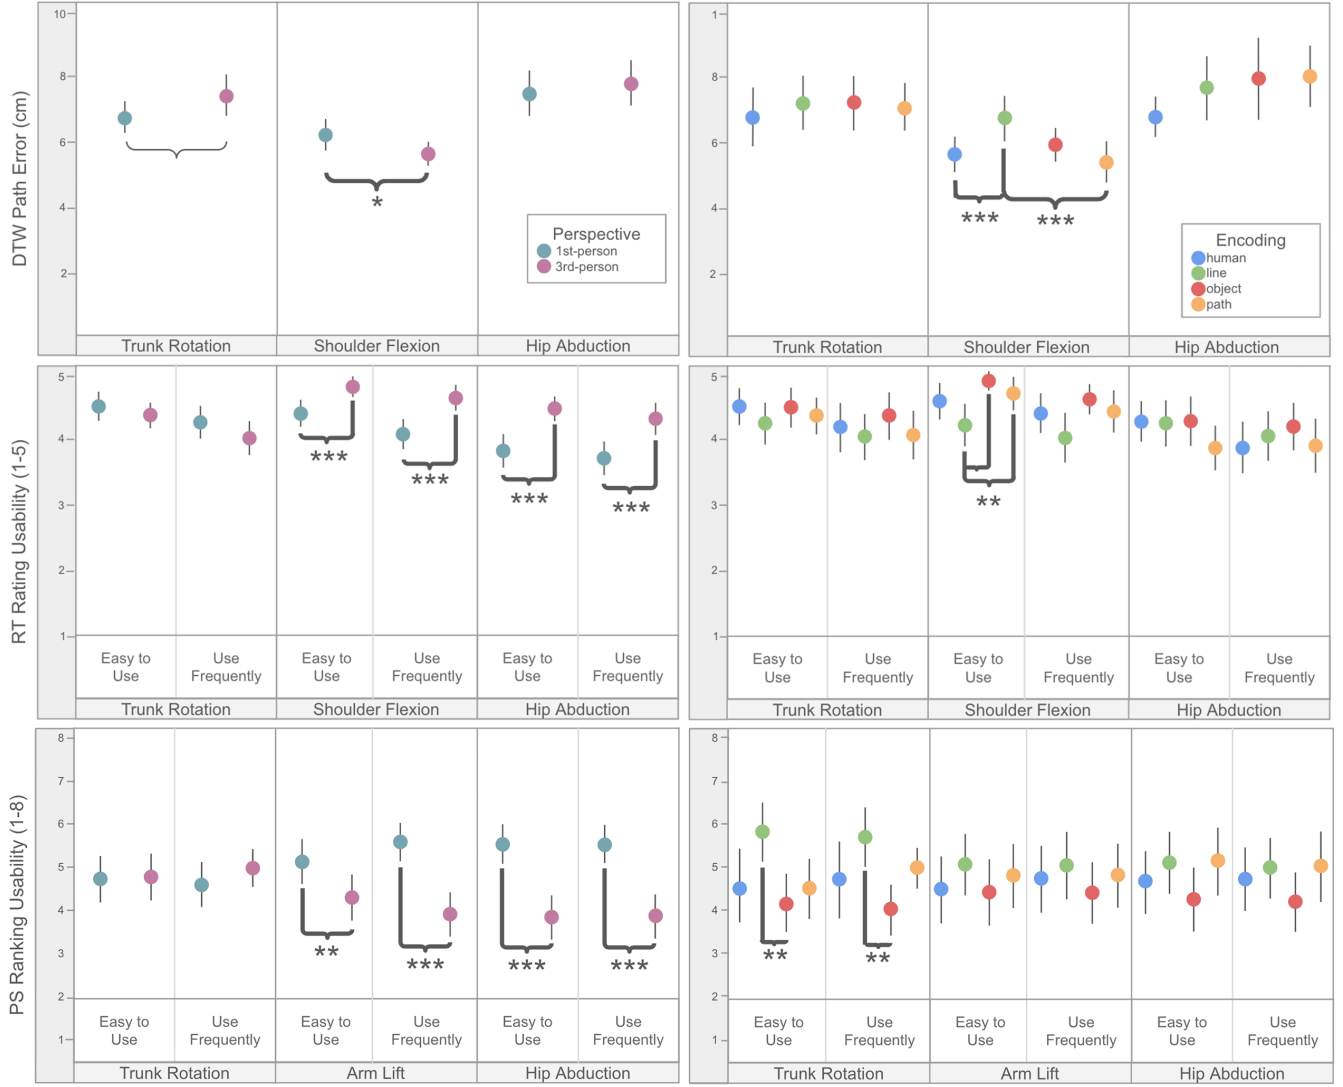 DTW Path Error (cm)
10
8
6
4
2
*
Perspective
1st-person
3rd-person
Trunk Rotation
Shoulder Flexion
Hip Abduction
1
8
6
4
2
***
***
Encoding
human
line
object
path
Trunk Rotation
Shoulder Flexion
Hip Abduction
RT Rating Usability (1-5)
5
4
3
2
1
***
***
***
***
Easy to
Use
Use
Frequently
Easy to
Use
Use
Frequently
Easy to
Use
Use
Frequently
Trunk Rotation
Shoulder Flexion
Hip Abduction
5
4
3
2
1
**
Easy to
Use
Use
Frequently
Easy to
Use
Use
Frequently
Easy to
Use
Use
Frequently
Trunk Rotation
Shoulder Flexion
Hip Abduction
PS Ranking Usability (1-8)
8
7
6
5
4
3
2
1
**
***
***
***
Easy to
Use
Use
Frequently
Easy to
Use
Use
Frequently
Easy to
Use
Use
Frequently
Trunk Rotation
Arm Lift
Hip Abduction
8
7
6
5
4
3
2
1
**
**
Easy to
Use
Use
Frequently
Easy to
Use
Use
Frequently
Easy to
Use
Use
Frequently
Trunk Rotation
Arm Lift
Hip Abduction